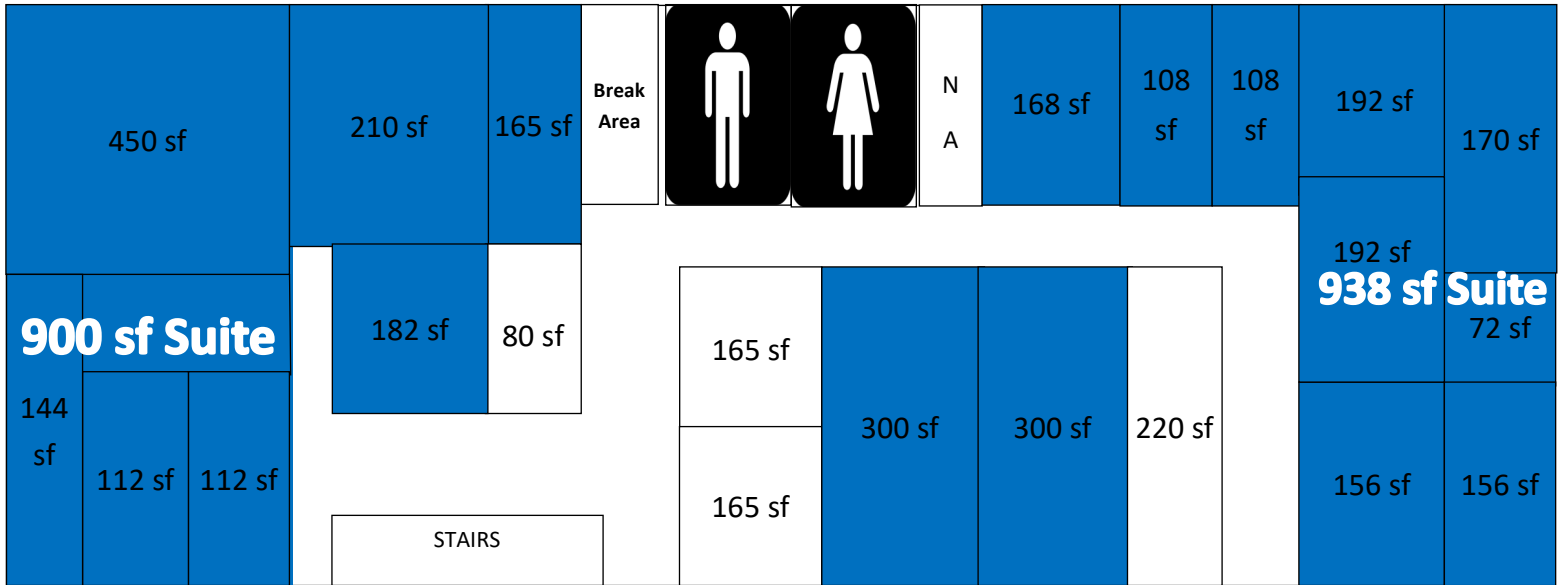 450 sf
210 sf
165 sf
Break
Area
N
A
168 sf
108
sf
108
sf
192 sf
170 sf
900 sf Suite
144
sf
112 sf
112 sf
182 sf
80 sf
STAIRS
165 sf
165 sf
300 sf
300 sf
220 sf
192 sf
938 sf Suite
72 sf
156 sf
156 sf